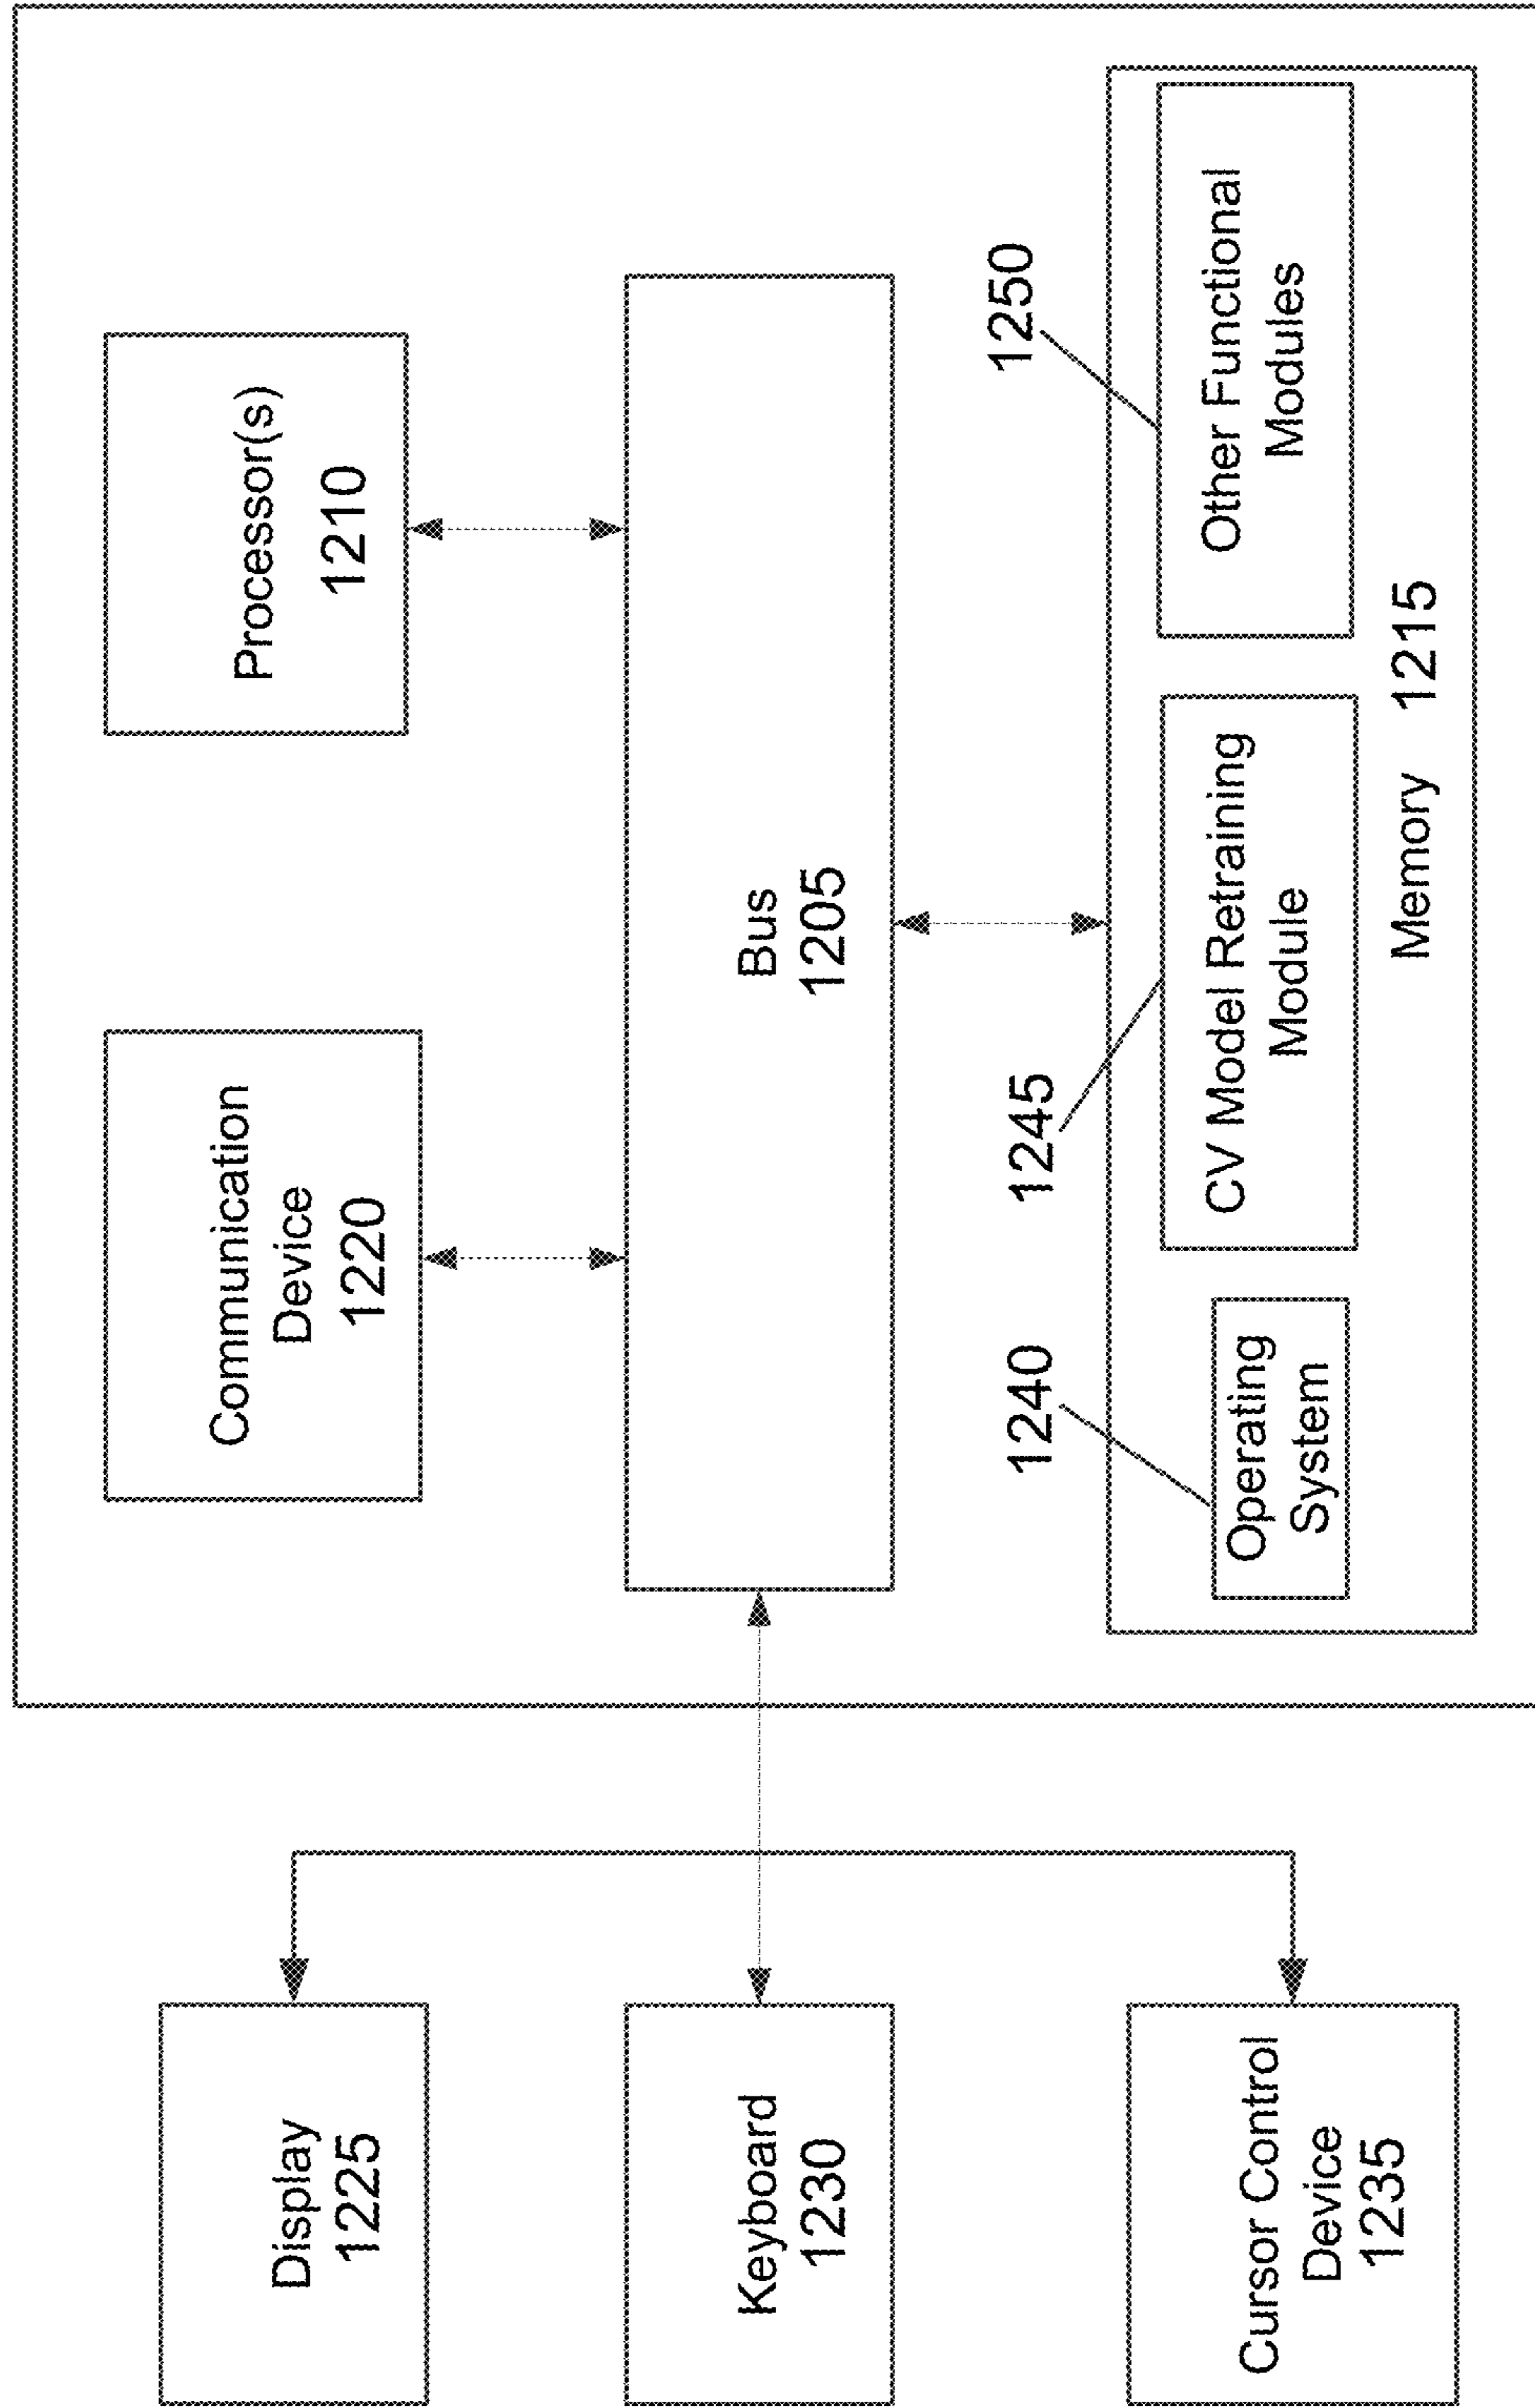 Display
1225
Keyboard
1230
Cursor Control
Device
1235
Communication
Device
1220
Processor(s)
1210
Bus
1205
1240
1245
1250
Operating
System
CV Model Retraining
Module
Other Functional
Modules
Memory 1215